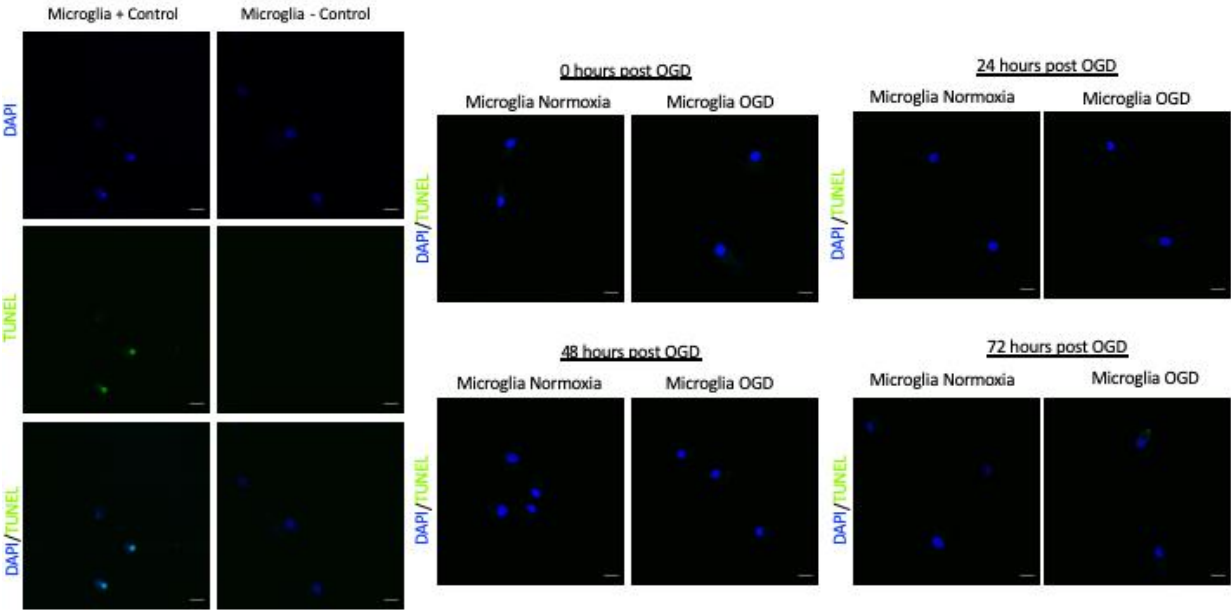 Microglia + Control
Microglia - Control
DAPI
TUNEL
DAPI/TUNEL
0 hours post OGD
Microglia Normoxia
Microglia OGD
DAPI/TUNEL
24 hours post OGD
Microglia Normoxia
Microglia OGD
DAPI/TUNEL
48 hours post OGD
Microglia Normoxia
Microglia OGD
DAPI/TUNEL
72 hours post OGD
Microglia Normoxia
Microglia OGD
DAPI/TUNEL